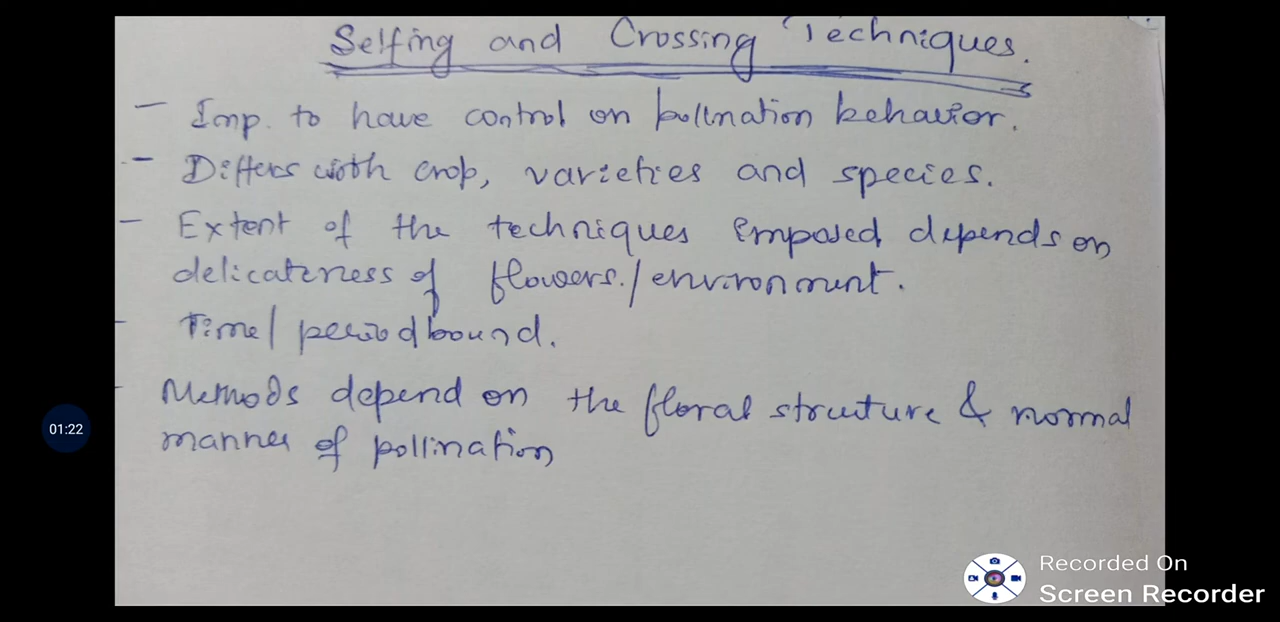 Selfing and Crossing Techniques.
- Imp. to have control on pollination behavior.
- Differs with crop, varieties and species.
- Extent of the techniques imposed depends on
delicateness of flowers./environment.
- Time/periodbound.
- Methods depend on the floral structure & normal
manner of pollination
01:22
Recorded On
Screen Recorder